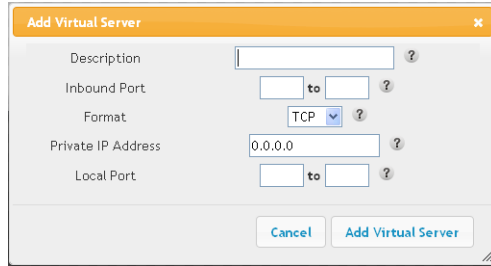 Add Virtual Server ×
Description ?
Inbound Port to ?
Format TCP ?
Private IP Address 0.0.0.0 ?
Local Port to ?
Cancel Add Virtual Server